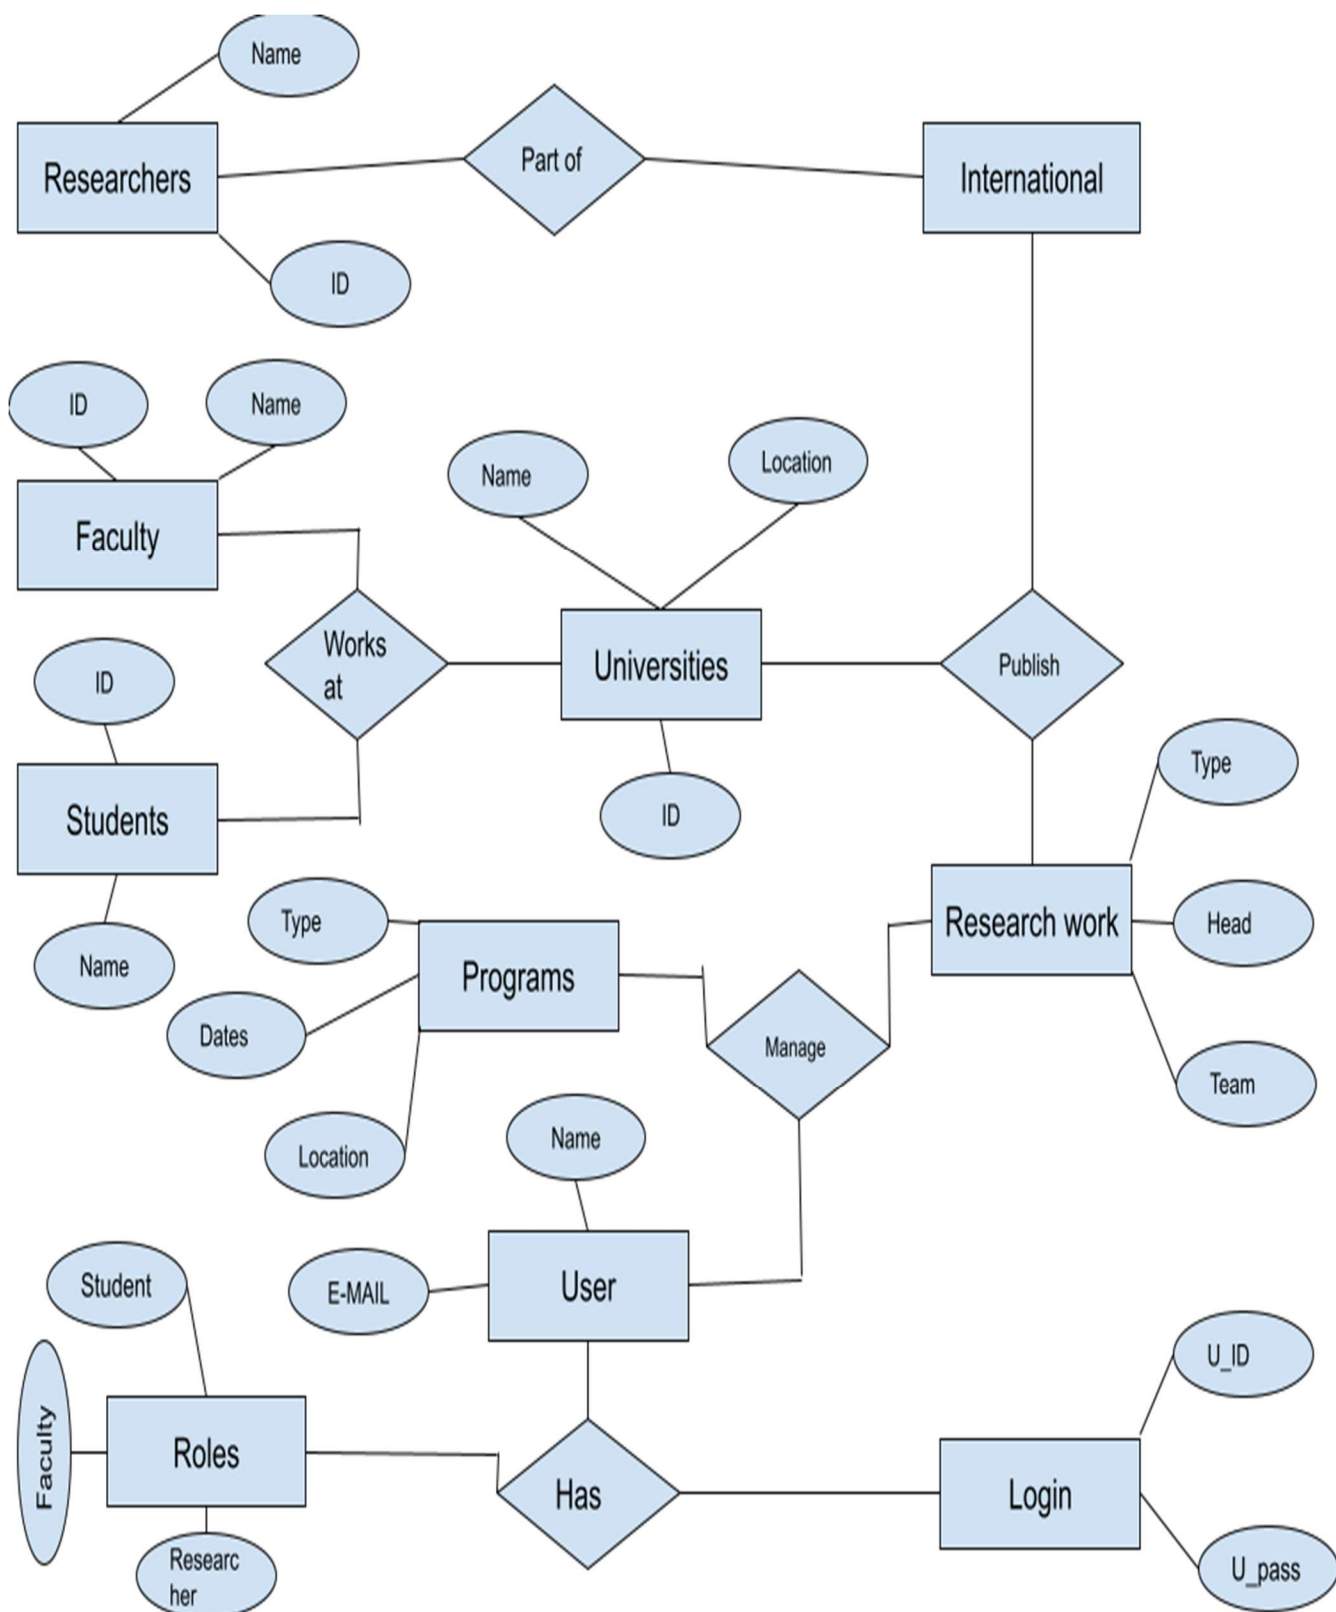 Name
Researchers
Part of
International
ID
ID
Name
Faculty
Name
Location
Works
at
Universities
Publish
ID
Students
ID
Type
Name
Type
Programs
Research work
Head
Dates
Manage
Team
Location
Name
Student
E-MAIL
User
U_ID
Faculty
Roles
Has
Login
Researc
her
U_pass